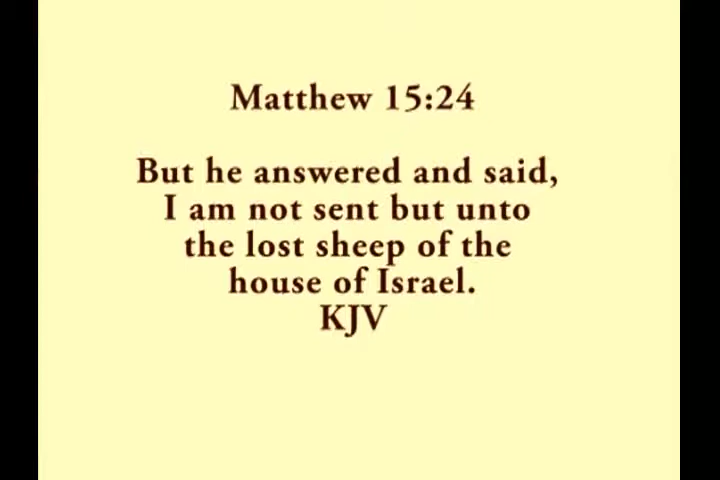 Matthew 15:24
But he answered and said,
I am not sent but unto
the lost sheep of the
house of Israel.
KJV